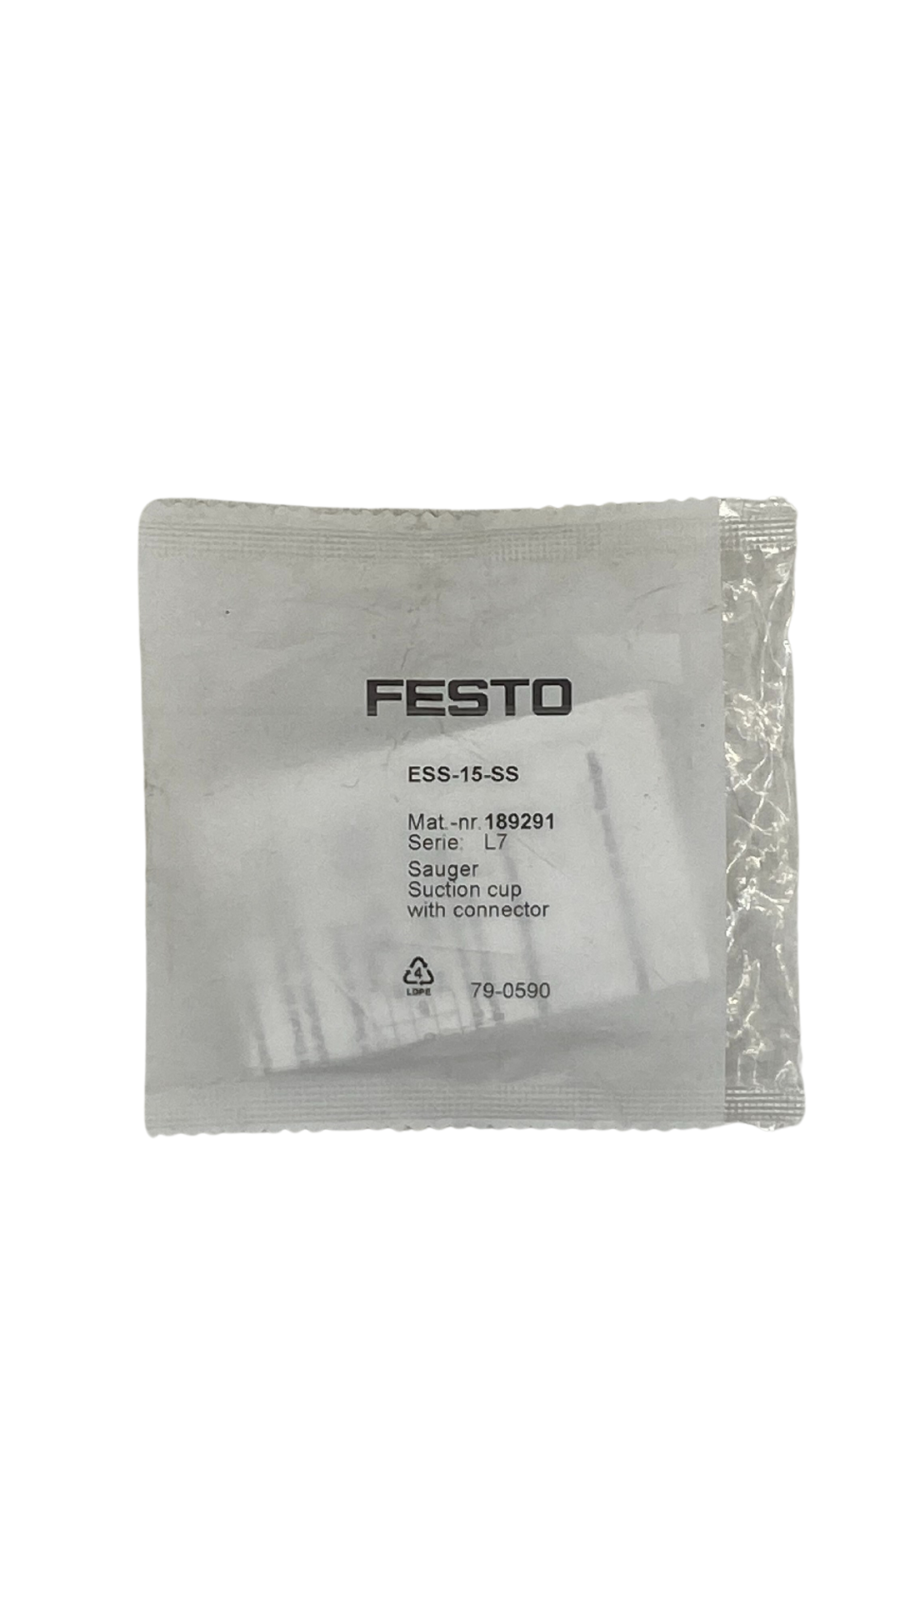 FESTO
ESS-15-SS
Mat.-nr. 189291
Serie: L7
Sauger
Suction cup
with connector
4
LDPE
79-0590